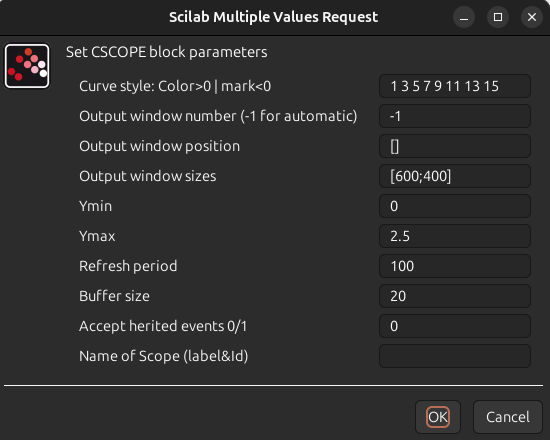 Scilab Multiple Values Request
Set CSCOPE block parameters
Curve style: Color>0 | mark<0 1 3 5 7 9 11 13 15
Output window number (-1 for automatic) -1
Output window position []
Output window sizes [600;400]
Ymin 0
Ymax 2.5
Refresh period 100
Buffer size 20
Accept herited events 0/1 0
Name of Scope (label&Id)
OK Cancel